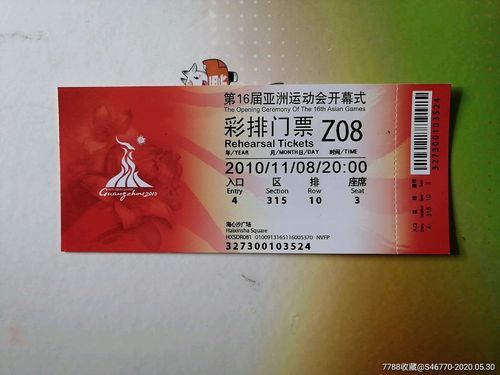 第16届亚洲运动会开幕式
The Opening Ceremony Of The 16th Asian Games
彩排门票 Z08
Rehearsal Tickets
年/YEAR 月/MONTH日/DAY 时间/TIME
2010/11/08/20:00
入口 区 排 座席
Entry Section Row Seat
4 315 10 3
海心沙广场
Haixinsha Square
HXSDR081 0100913165116005370 NVFP
327300103524
Guangzhou2010
327300103524
7788收藏@S46770-2020.05.30